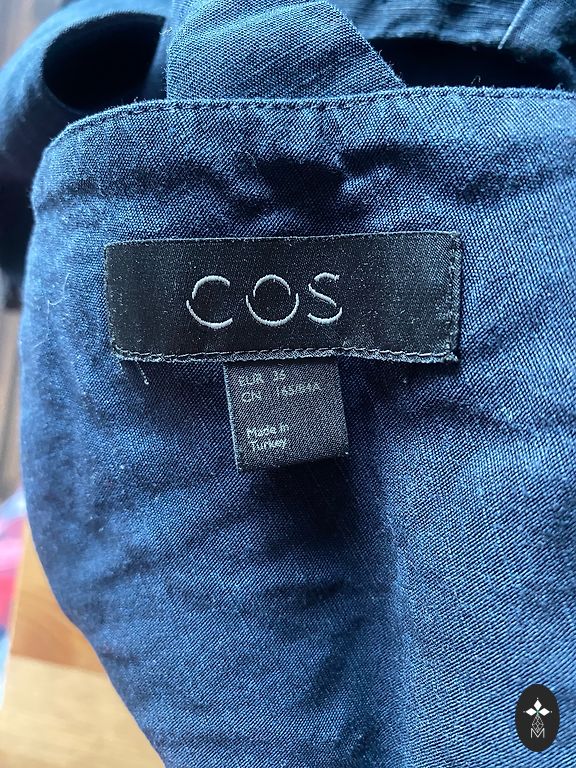 COS
EUR 36
CN 165/84A
Made in
Turkey
M